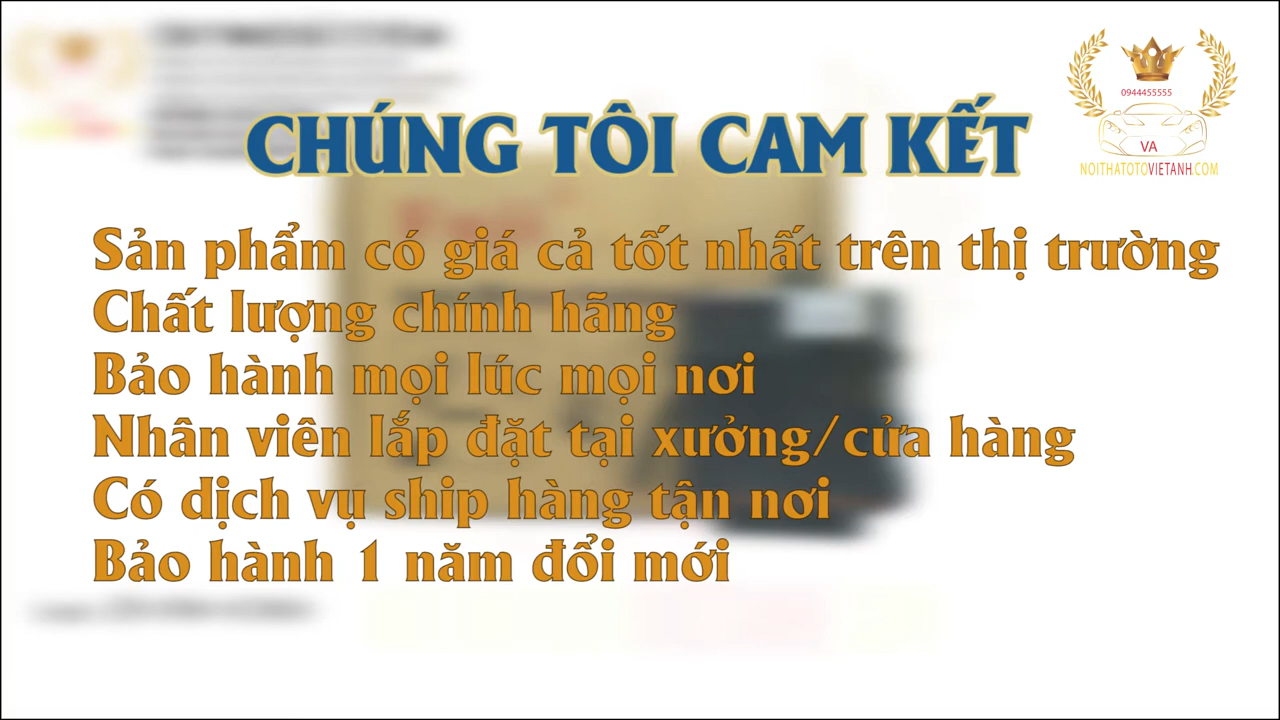 0944455555
CHÚNG TÔI CAM KẾT
VA
NOITHATOTOVIETANH.COM
Sản phẩm có giá cả tốt nhất trên thị trường
Chất lượng chính hãng
Bảo hành mọi lúc mọi nơi
Nhân viên lắp đặt tại xưởng/cửa hàng
Có dịch vụ ship hàng tận nơi
Bảo hành 1 năm đổi mới